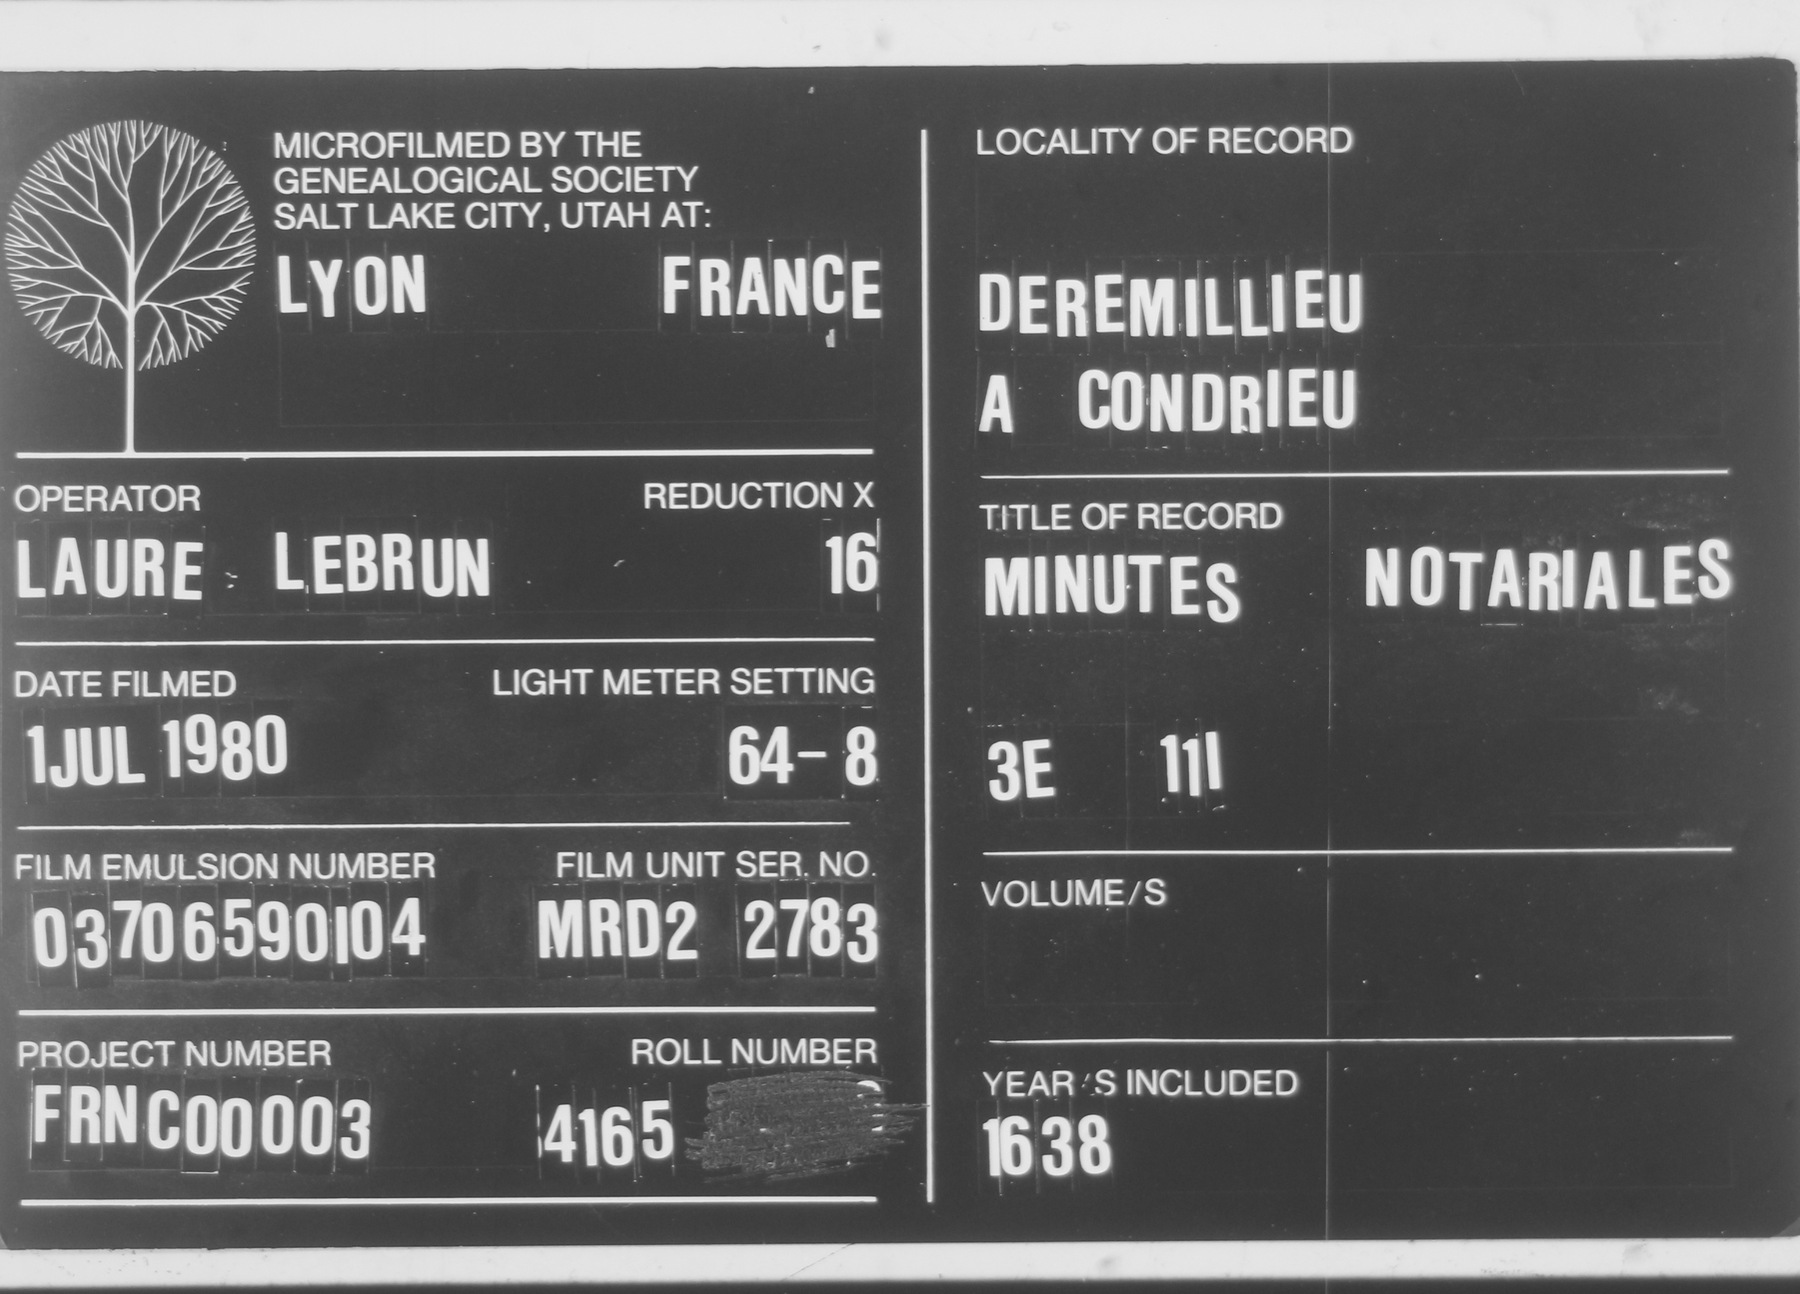 MICROFILMED BY THE
GENEALOGICAL SOCIETY
SALT LAKE CITY, UTAH AT:
LYON FRANCE
OPERATOR REDUCTION X
LAURE LEBRUN 16
DATE FILMED LIGHT METER SETTING
1 JUL 1980 64-8
FILM EMULSION NUMBER FILM UNIT SER. NO.
03706590104 MRD2 2783
PROJECT NUMBER ROLL NUMBER
FRNC00003 4165
LOCALITY OF RECORD
DEREMILLIEU
A CONDRIEU
TITLE OF RECORD
MINUTES NOTARIALES
3E 111
VOLUME/S
YEAR/S INCLUDED
1638